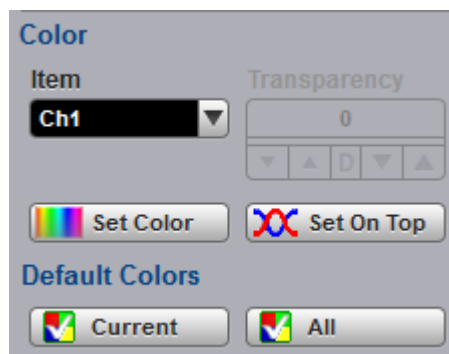 Color
Item Transparency
Ch1 0
D
Set Color Set On Top
Default Colors
Current All